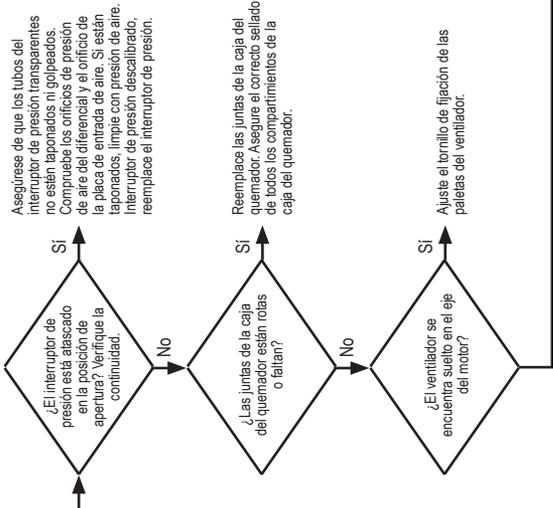 ¿El interruptor de
presión está atascado
en la posición de
apertura? Verifique la
continuidad.
Sí
Asegúrese de que los tubos del
interruptor de presión transparentes
no estén taponados ni golpeados.
Compruebe los orificios de presión
de aire del diferencial y el orificio de
la placa de entrada de aire. Si están
taponados, limpie con presión de aire.
Interruptor de presión descalibrado,
reemplace el interruptor de presión.
No
¿Las juntas de la caja
del quemador están rotas
o faltan?
Sí
Reemplace las juntas de la caja del
quemador. Asegure el correcto sellado
de todos los compartimientos de la
caja del quemador.
No
¿El ventilador se
encuentra suelto en el eje
del motor?
Sí
Ajuste el tornillo de fijación de las
paletas del ventilador.